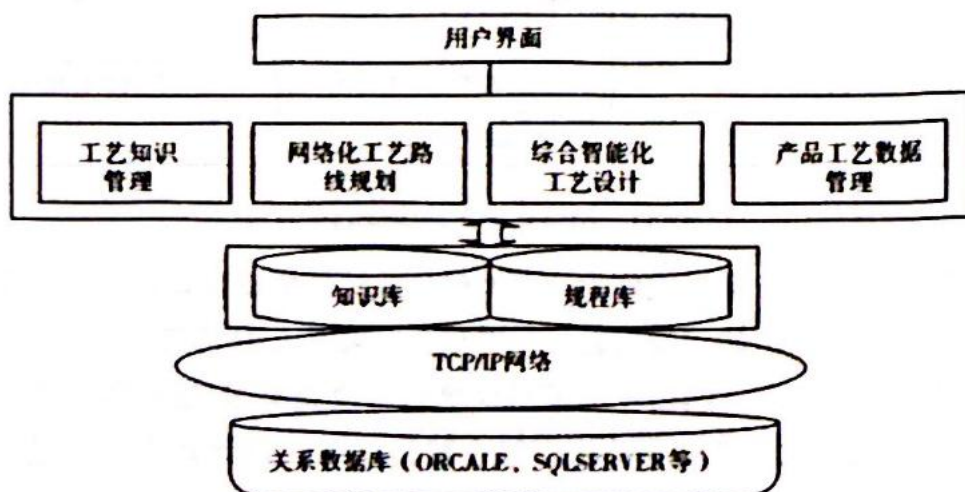 用户界面
工艺知识
管理
网络化工艺路
线规划
综合智能化
工艺设计
产品工艺数据
管理
知识库
规程库
TCP/IP网络
关系数据库（ORCALE、SQLSERVER等）